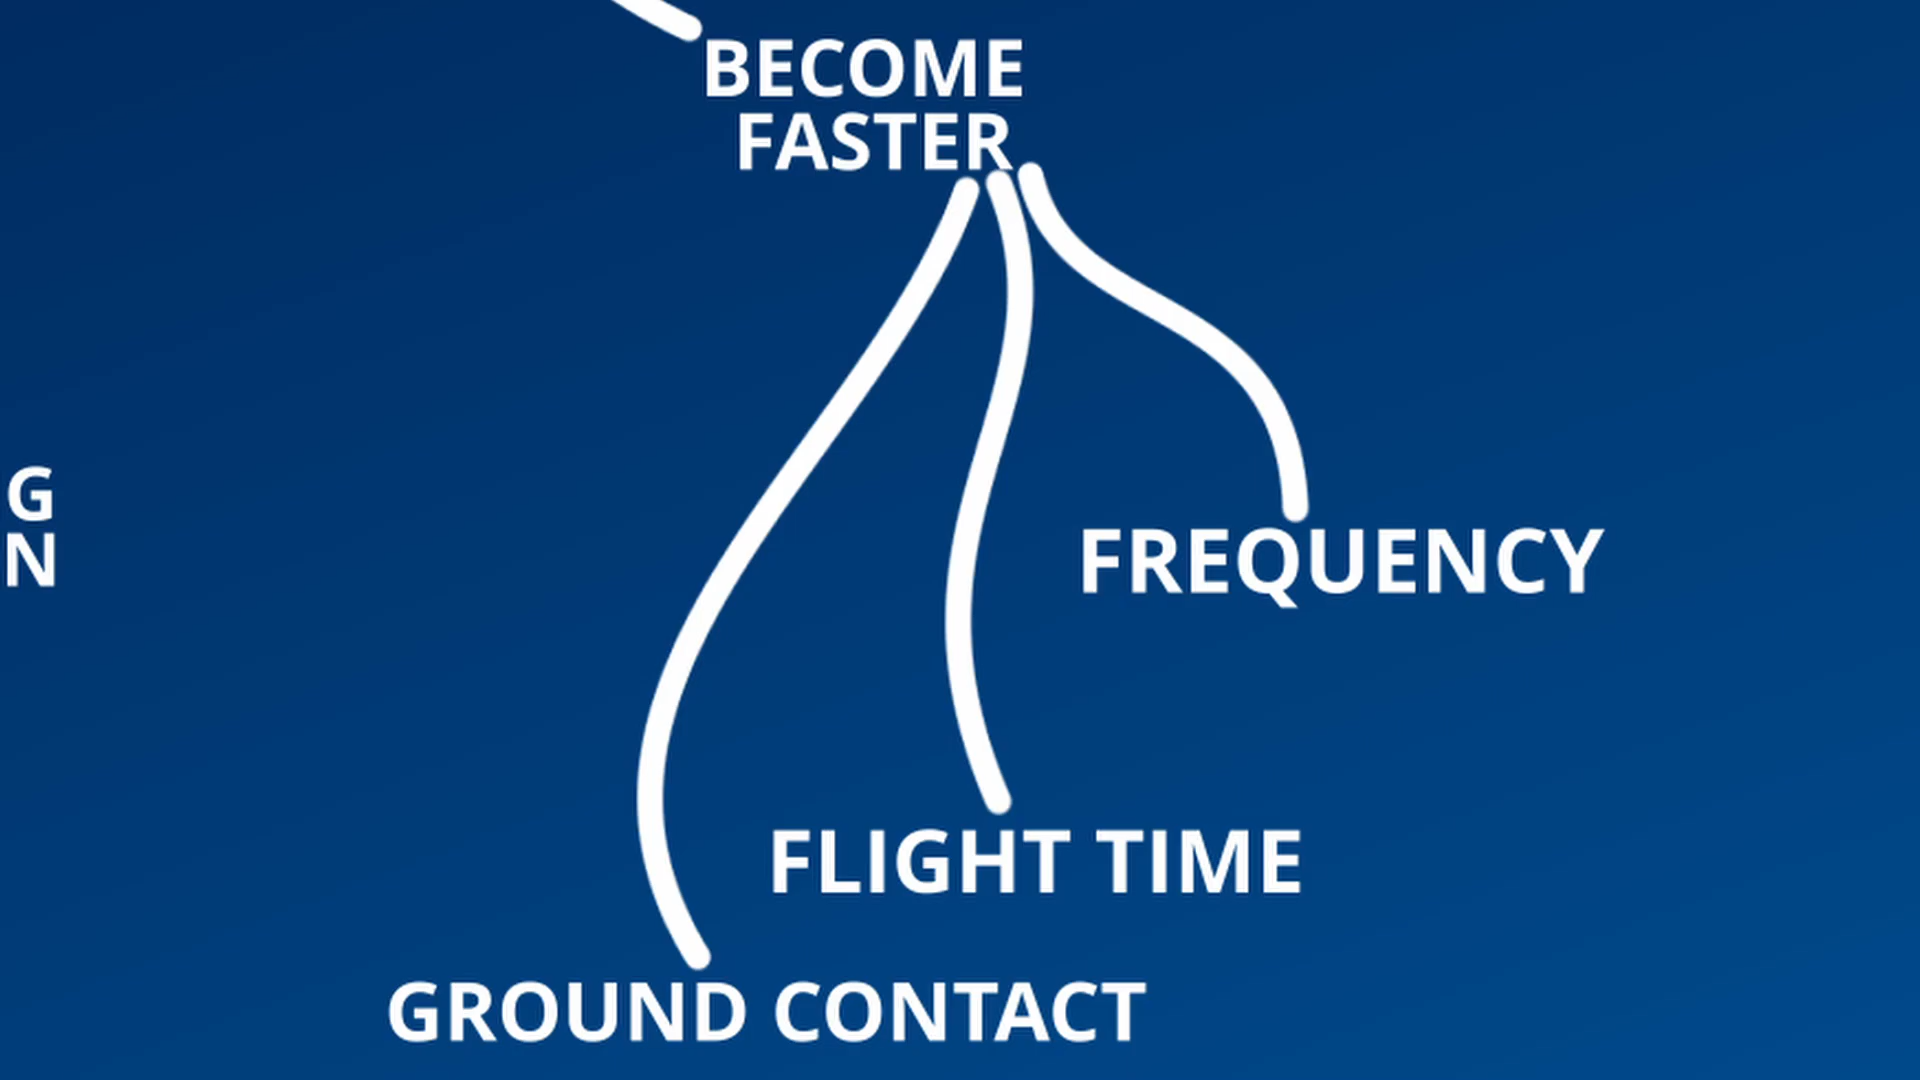 BECOME
FASTER
G
N
FREQUENCY
FLIGHT TIME
GROUND CONTACT